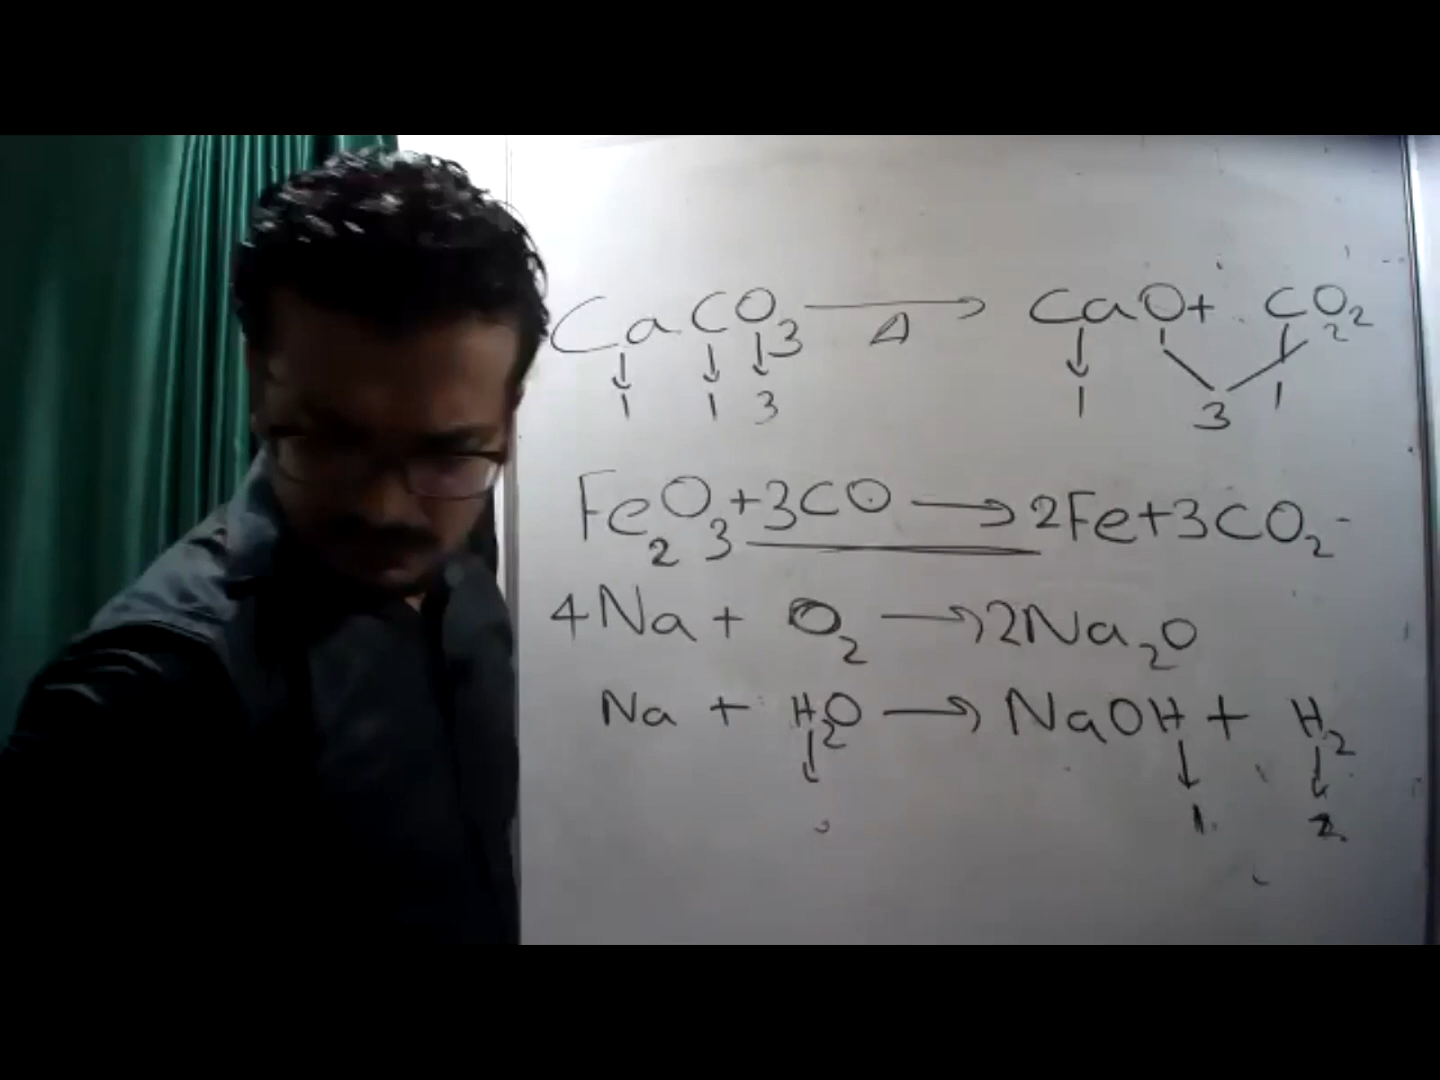 CaCO3 —Δ→ CaO + CO2 2
1 1 3 1 3 1
Fe2O3 + 3CO → 2Fe + 3CO2
4Na + O2 → 2Na2O
Na + H2O → NaOH + H2
1 2